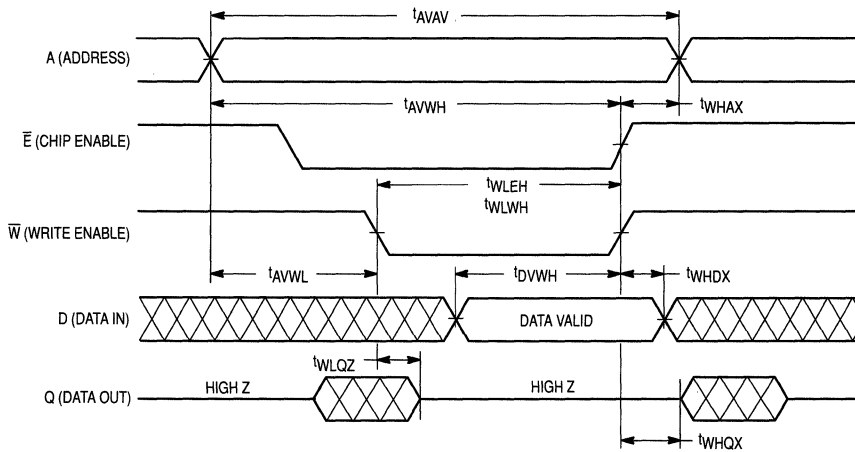 tAVAV
A (ADDRESS)
tAVWH
tWHAX
E̅ (CHIP ENABLE)
tWLEH
tWLWH
W̅ (WRITE ENABLE)
tAVWL
tDVWH
tWHDX
D (DATA IN)
DATA VALID
tWLQZ
HIGH Z
HIGH Z
Q (DATA OUT)
tWHQX